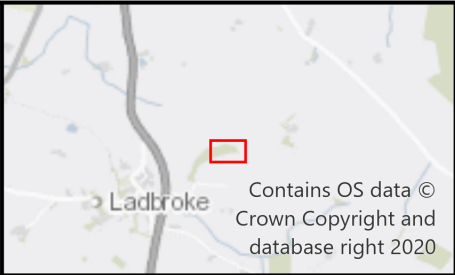 Ladbroke
Contains OS data ©
Crown Copyright and
database right 2020